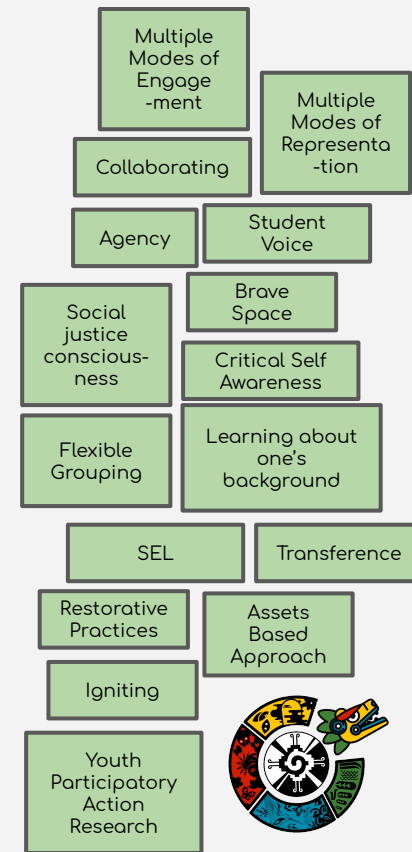 Multiple
Modes of
Engage
-ment
Multiple
Modes of
Representa
-tion
Collaborating
Agency
Student
Voice
Brave
Space
Social
justice
conscious-
ness
Critical Self
Awareness
Flexible
Grouping
Learning about
one's
background
SEL
Transference
Restorative
Practices
Assets
Based
Approach
Igniting
Youth
Participatory
Action
Research